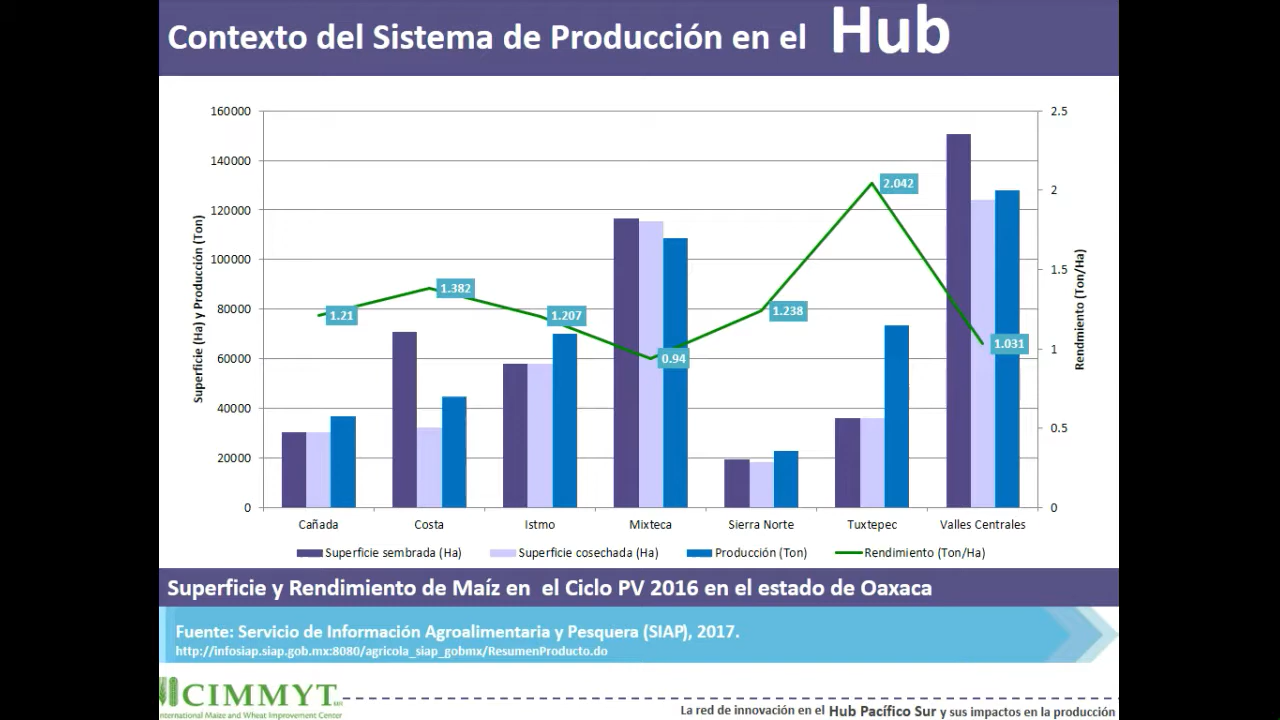 Contexto del Sistema de Producción en el Hub
160000
140000
120000
100000
80000
60000
40000
20000
0
Superficie (Ha) y Producción (Ton)
2.5
2
1.5
1
0.5
0
Rendmiento (Ton/Ha)
1.21
1.382
1.207
0.94
1.238
2.042
1.031
Cañada Costa Istmo Mixteca Sierra Norte Tuxtepec Valles Centrales
Superficie sembrada (Ha) Superficie cosechada (Ha) Producción (Ton) Rendimiento (Ton/Ha)
Superficie y Rendimiento de Maíz en el Ciclo PV 2016 en el estado de Oaxaca
Fuente: Servicio de Información Agroalimentaria y Pesquera (SIAP), 2017.
http://infosiap.siap.gob.mx:8080/agricola_siap_gobmx/ResumenProducto.do
CIMMYT
International Maize and Wheat Improvement Center
La red de innovación en el Hub Pacífico Sur y sus impactos en la producción